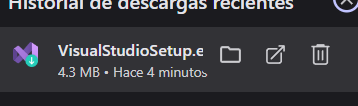 Historial de descargas recientes
VisualStudioSetup.e
4.3 MB • Hace 4 minutos